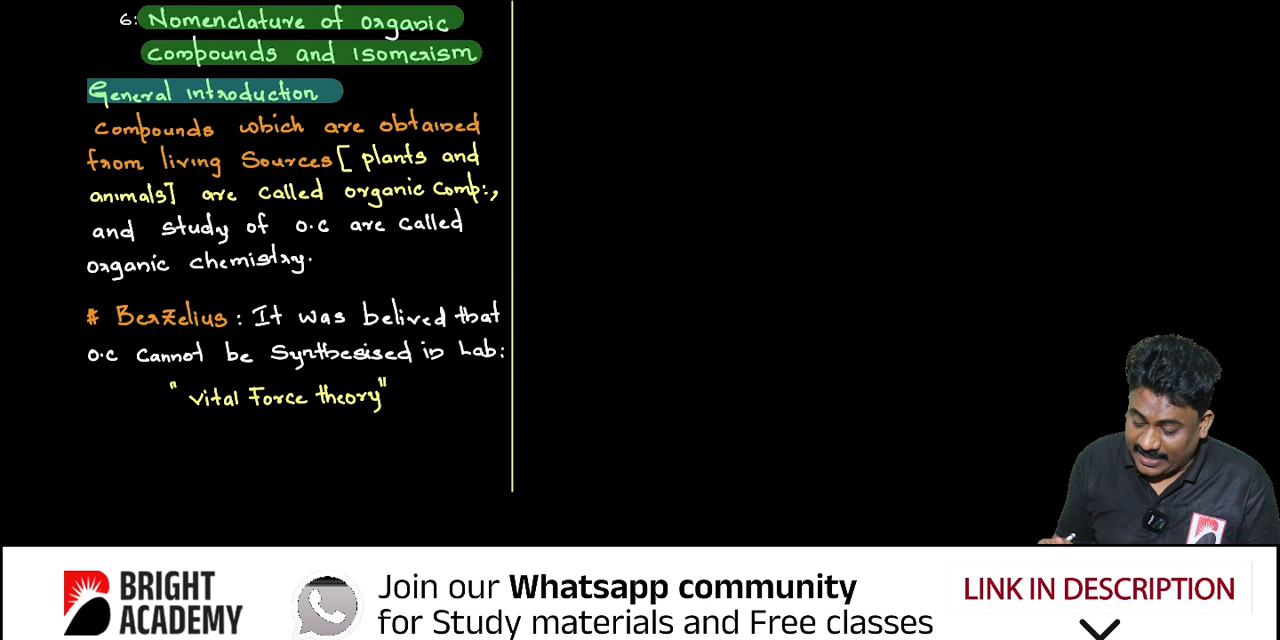 6: Nomenclature of organic
compounds and Isomerism
General introduction
compounds which are obtained
from living Sources [ plants and
animals] are called organic comp:,
and study of o.c are called
organic chemistry.
# Berzelius : It was belived that
o.c cannot be Synthesised in Lab:
"Vital Force theory"
BRIGHT
ACADEMY
Join our Whatsapp community
for Study materials and Free classes
LINK IN DESCRIPTION